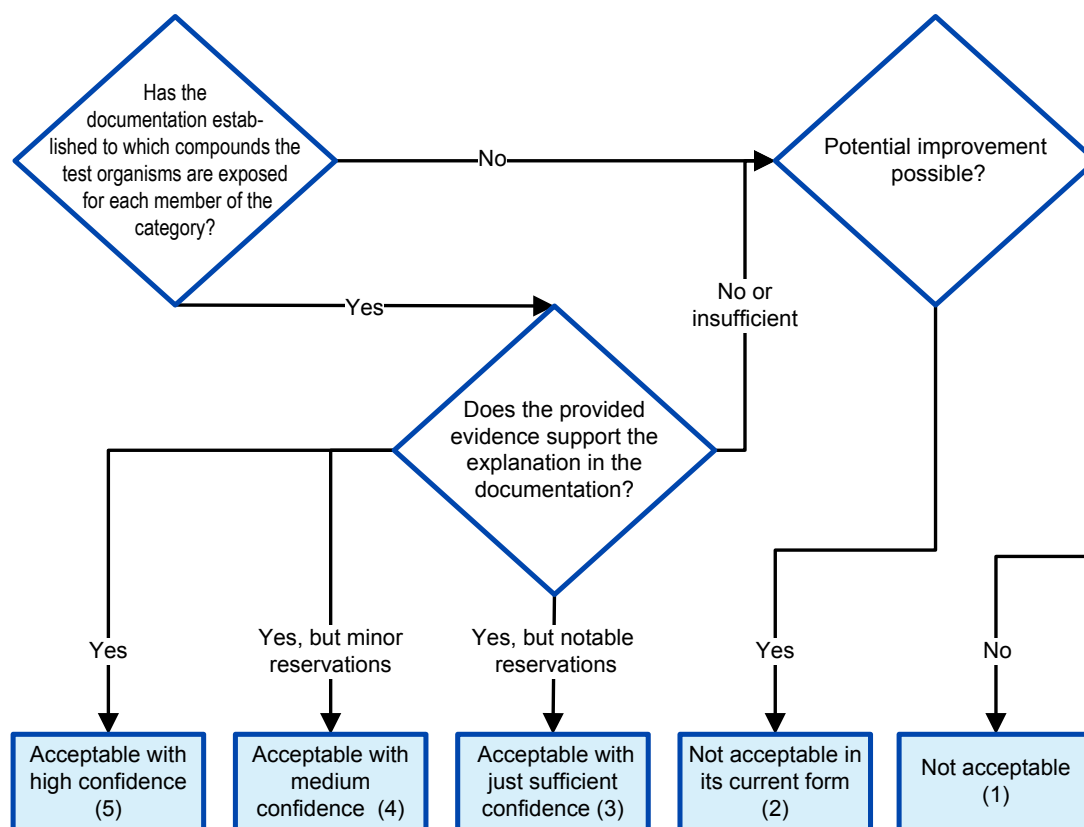 Has the
documentation estab-
lished to which compounds the
test organisms are exposed
for each member of the
category?
No
Potential improvement
possible?
Yes
No or
insufficient
Does the provided
evidence support the
explanation in the
documentation?
Yes
Yes, but minor
reservations
Yes, but notable
reservations
Yes
No
Acceptable with
high confidence
(5)
Acceptable with
medium
confidence (4)
Acceptable with
just sufficient
confidence (3)
Not acceptable in
its current form
(2)
Not acceptable
(1)